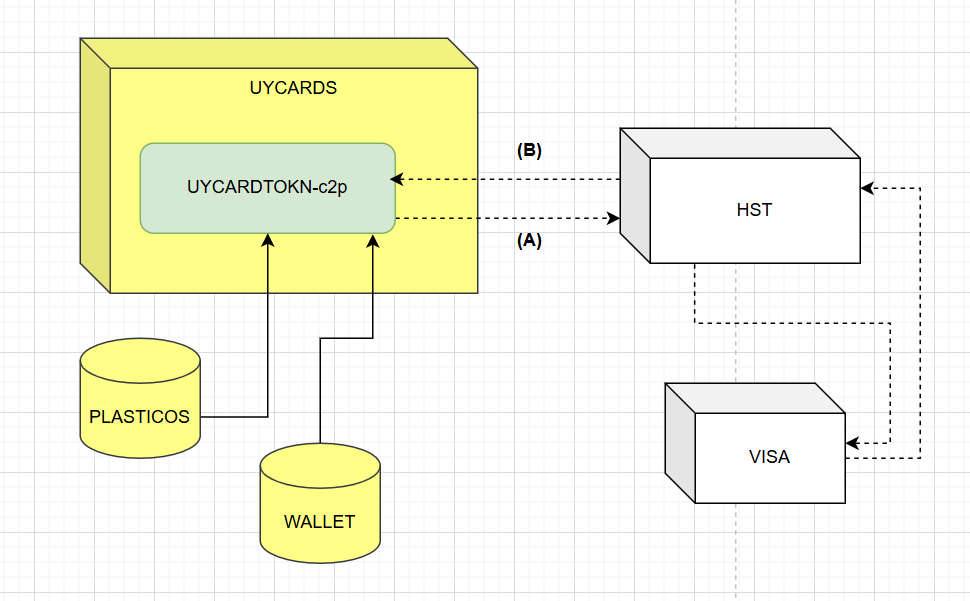 UYCARDS
(B)
UYCARDTOKN-c2p
HST
(A)
PLASTICOS
VISA
WALLET